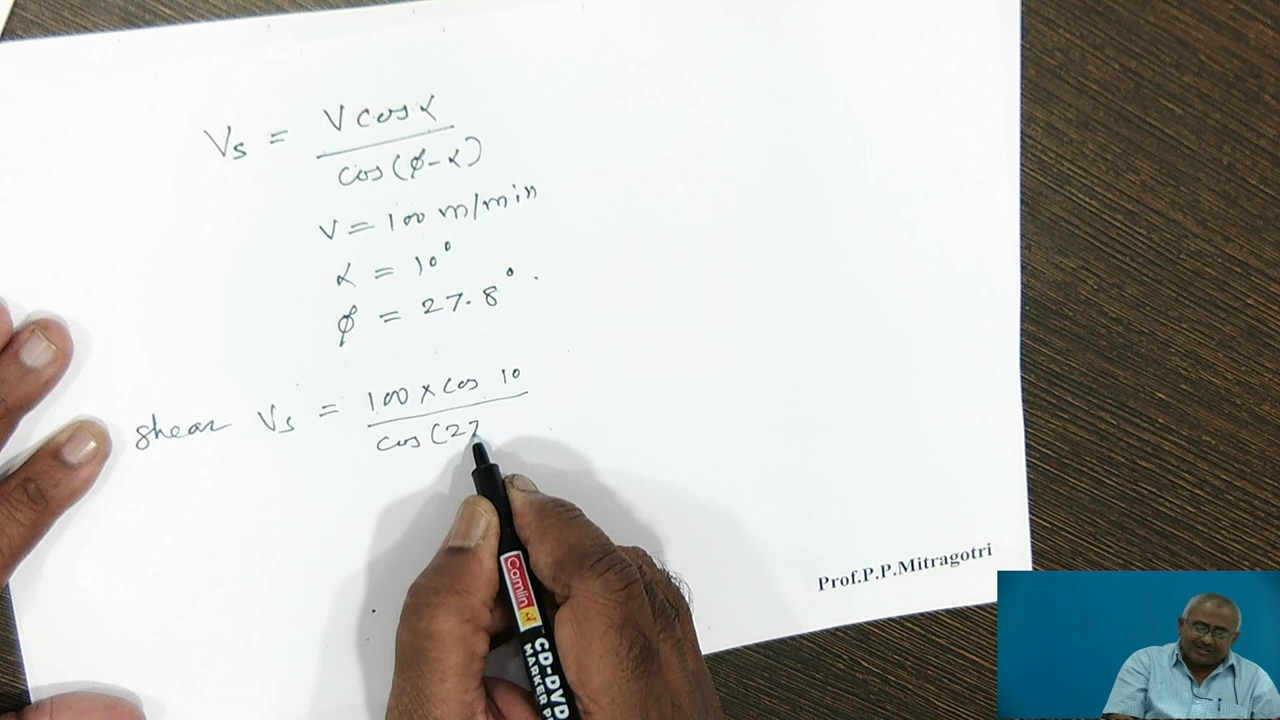 Vs = V cos α / cos (φ - α)
V = 100 m/min
α = 10°
φ = 27.8°.
shear Vs = 100 × cos 10 / cos (27
Prof.P.P.Mitragotri
Camlin
CD-DVD
MARKER P